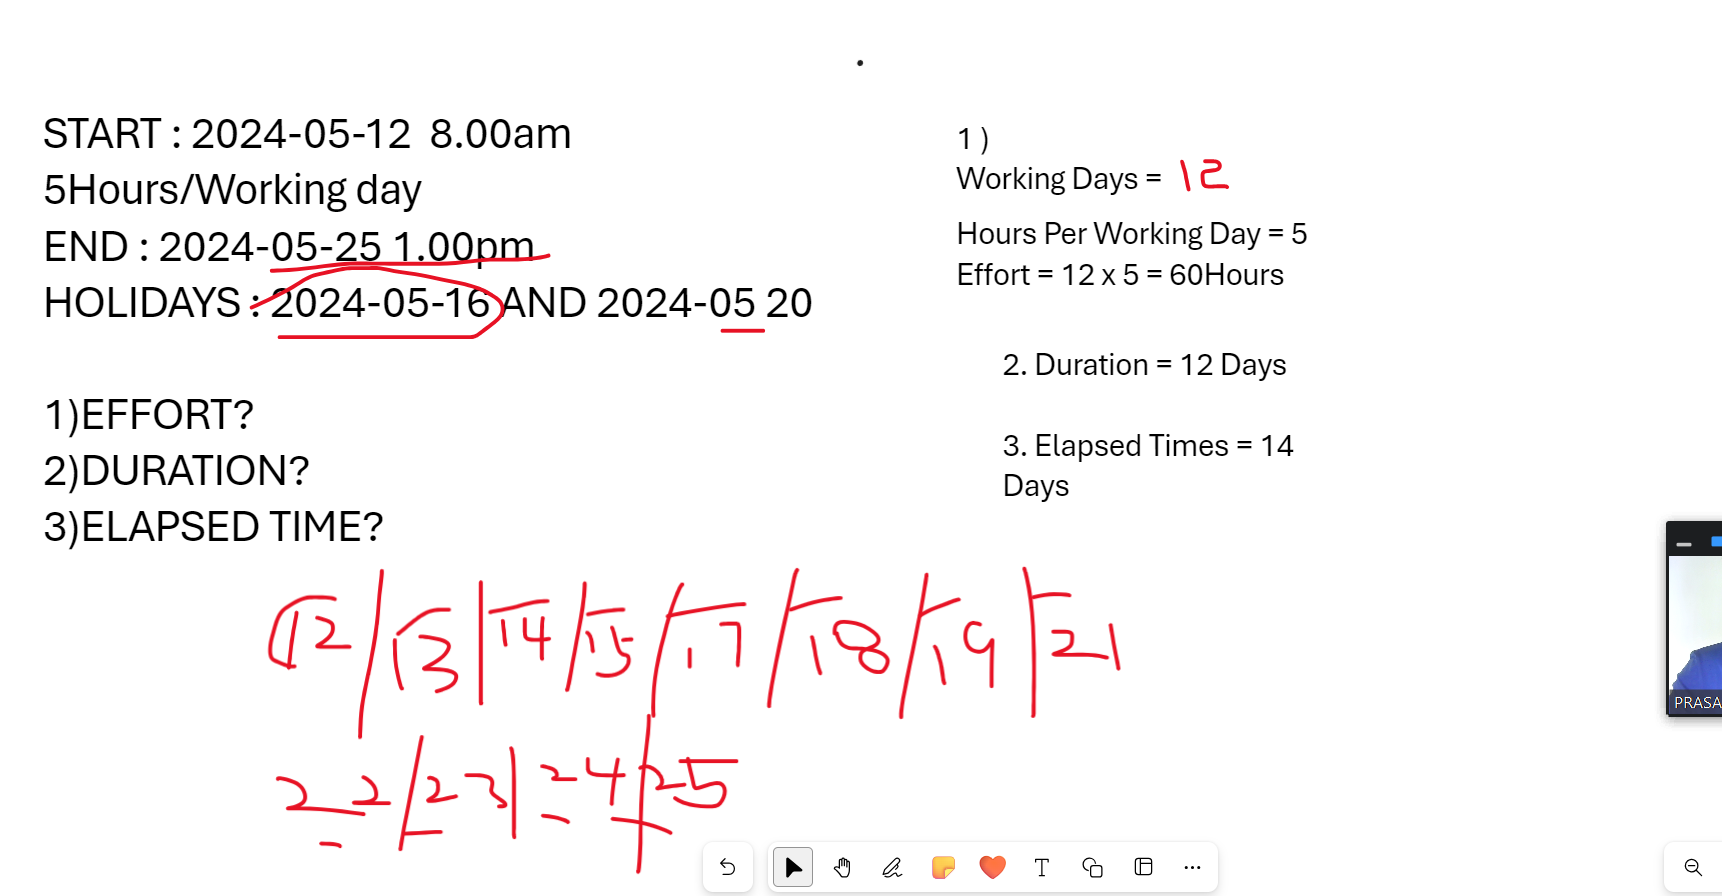 START : 2024-05-12  8.00am
5Hours/Working day
END : 2024-05-25 1.00pm
HOLIDAYS : 2024-05-16 AND 2024-05 20
1)EFFORT?
2)DURATION?
3)ELAPSED TIME?
1 )
Working Days = 12
Hours Per Working Day = 5
Effort = 12 x 5 = 60Hours
2. Duration = 12 Days
3. Elapsed Times = 14
Days
12 / 13 | 14 / 15 / 17 / 18 / 19 | 21
22 / 23 | 24 | 25
T
PRASA